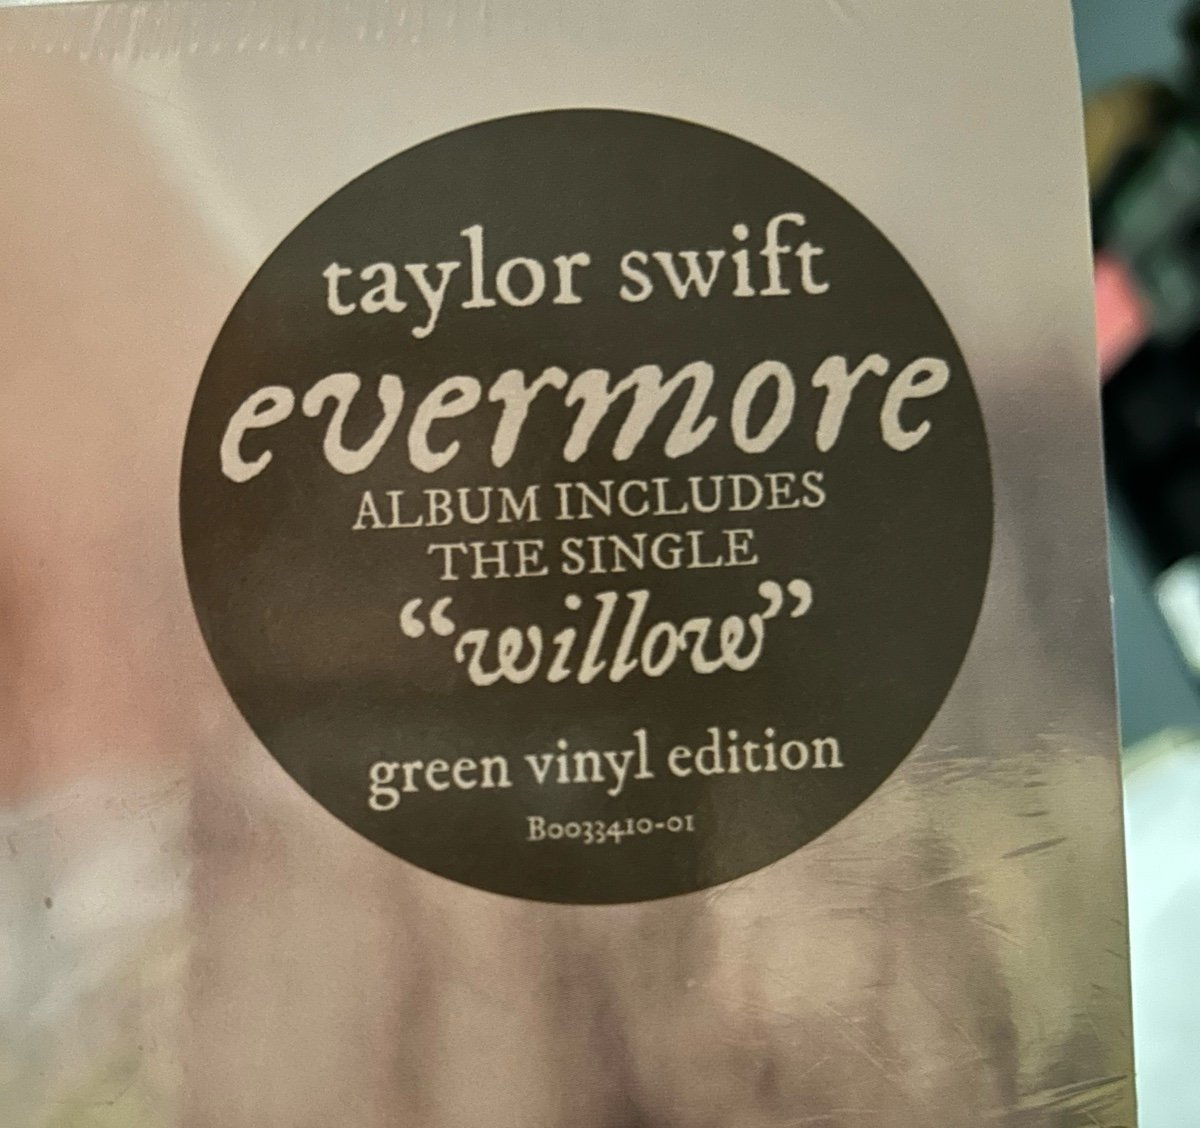 taylor swift
evermore
ALBUM INCLUDES
THE SINGLE
“willow”
green vinyl edition
B0033410-01